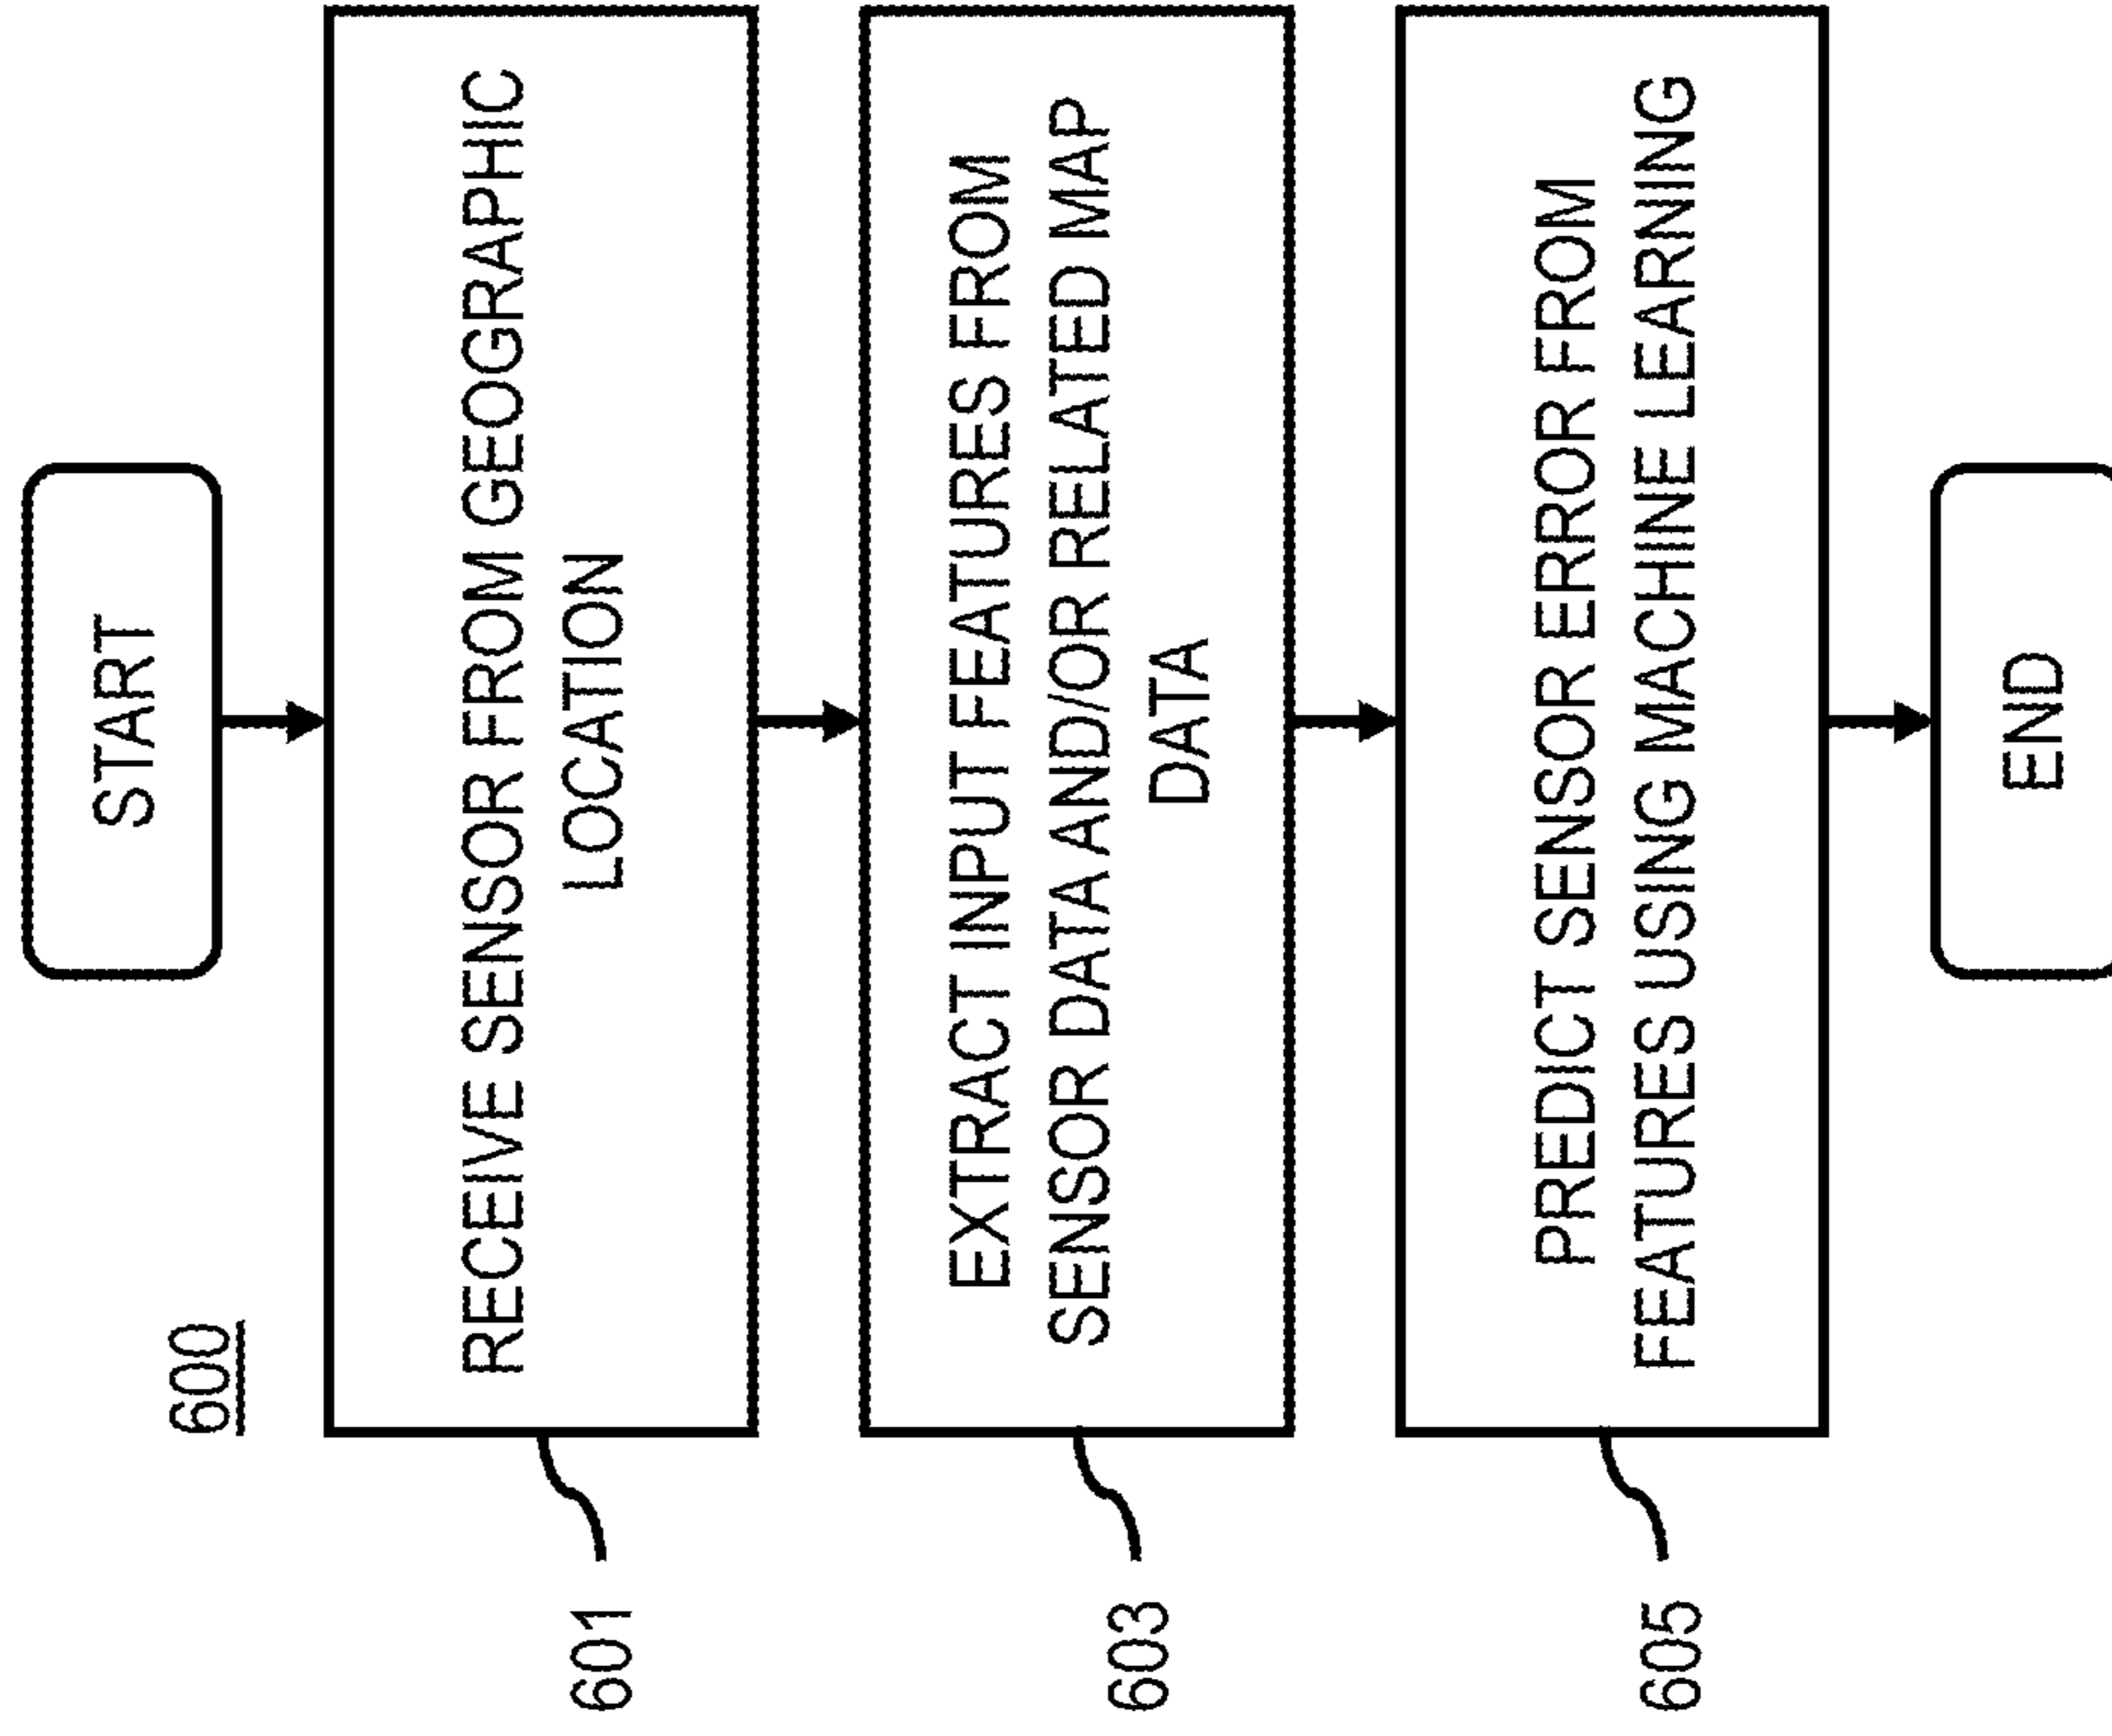 600
START
601
RECEIVE SENSOR FROM GEOGRAPHIC
LOCATION
603
EXTRACT INPUT FEATURES FROM
SENSOR DATA AND/OR RELATED MAP
DATA
605
PREDICT SENSOR ERROR FROM
FEATURES USING MACHINE LEARNING
END